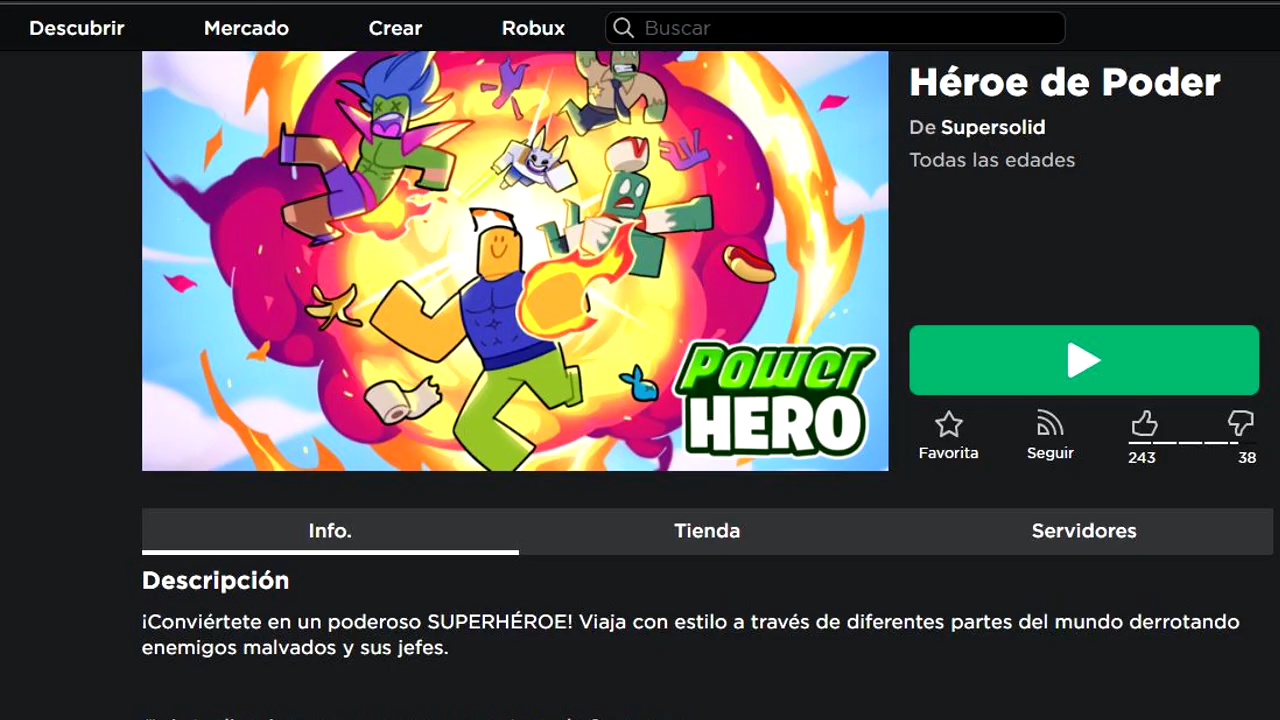 Descubrir Mercado Crear Robux Buscar
Héroe de Poder
De Supersolid
Todas las edades
Power
HERO
Favorita Seguir
243 38
Info. Tienda Servidores
Descripción
¡Conviértete en un poderoso SUPERHÉROE! Viaja con estilo a través de diferentes partes del mundo derrotando
enemigos malvados y sus jefes.